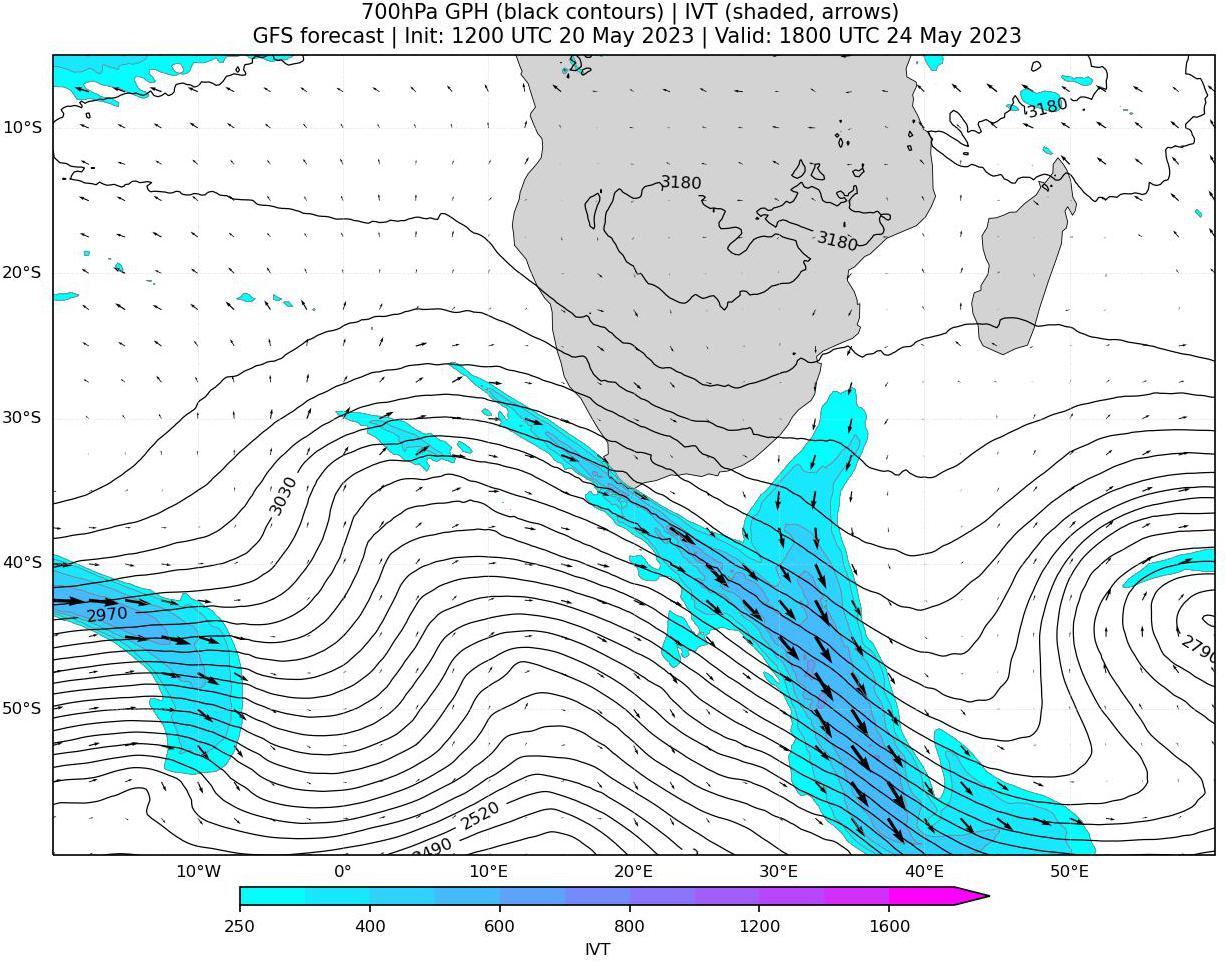 700hPa GPH (black contours) | IVT (shaded, arrows)
GFS forecast | Init: 1200 UTC 20 May 2023 | Valid: 1800 UTC 24 May 2023
10°S
3180
3180
3180
20°S
30°S
3030
40°S
2970
2790
50°S
2520
2490
10°W 0° 10°E 20°E 30°E 40°E 50°E
250 400 600 800 1200 1600
IVT